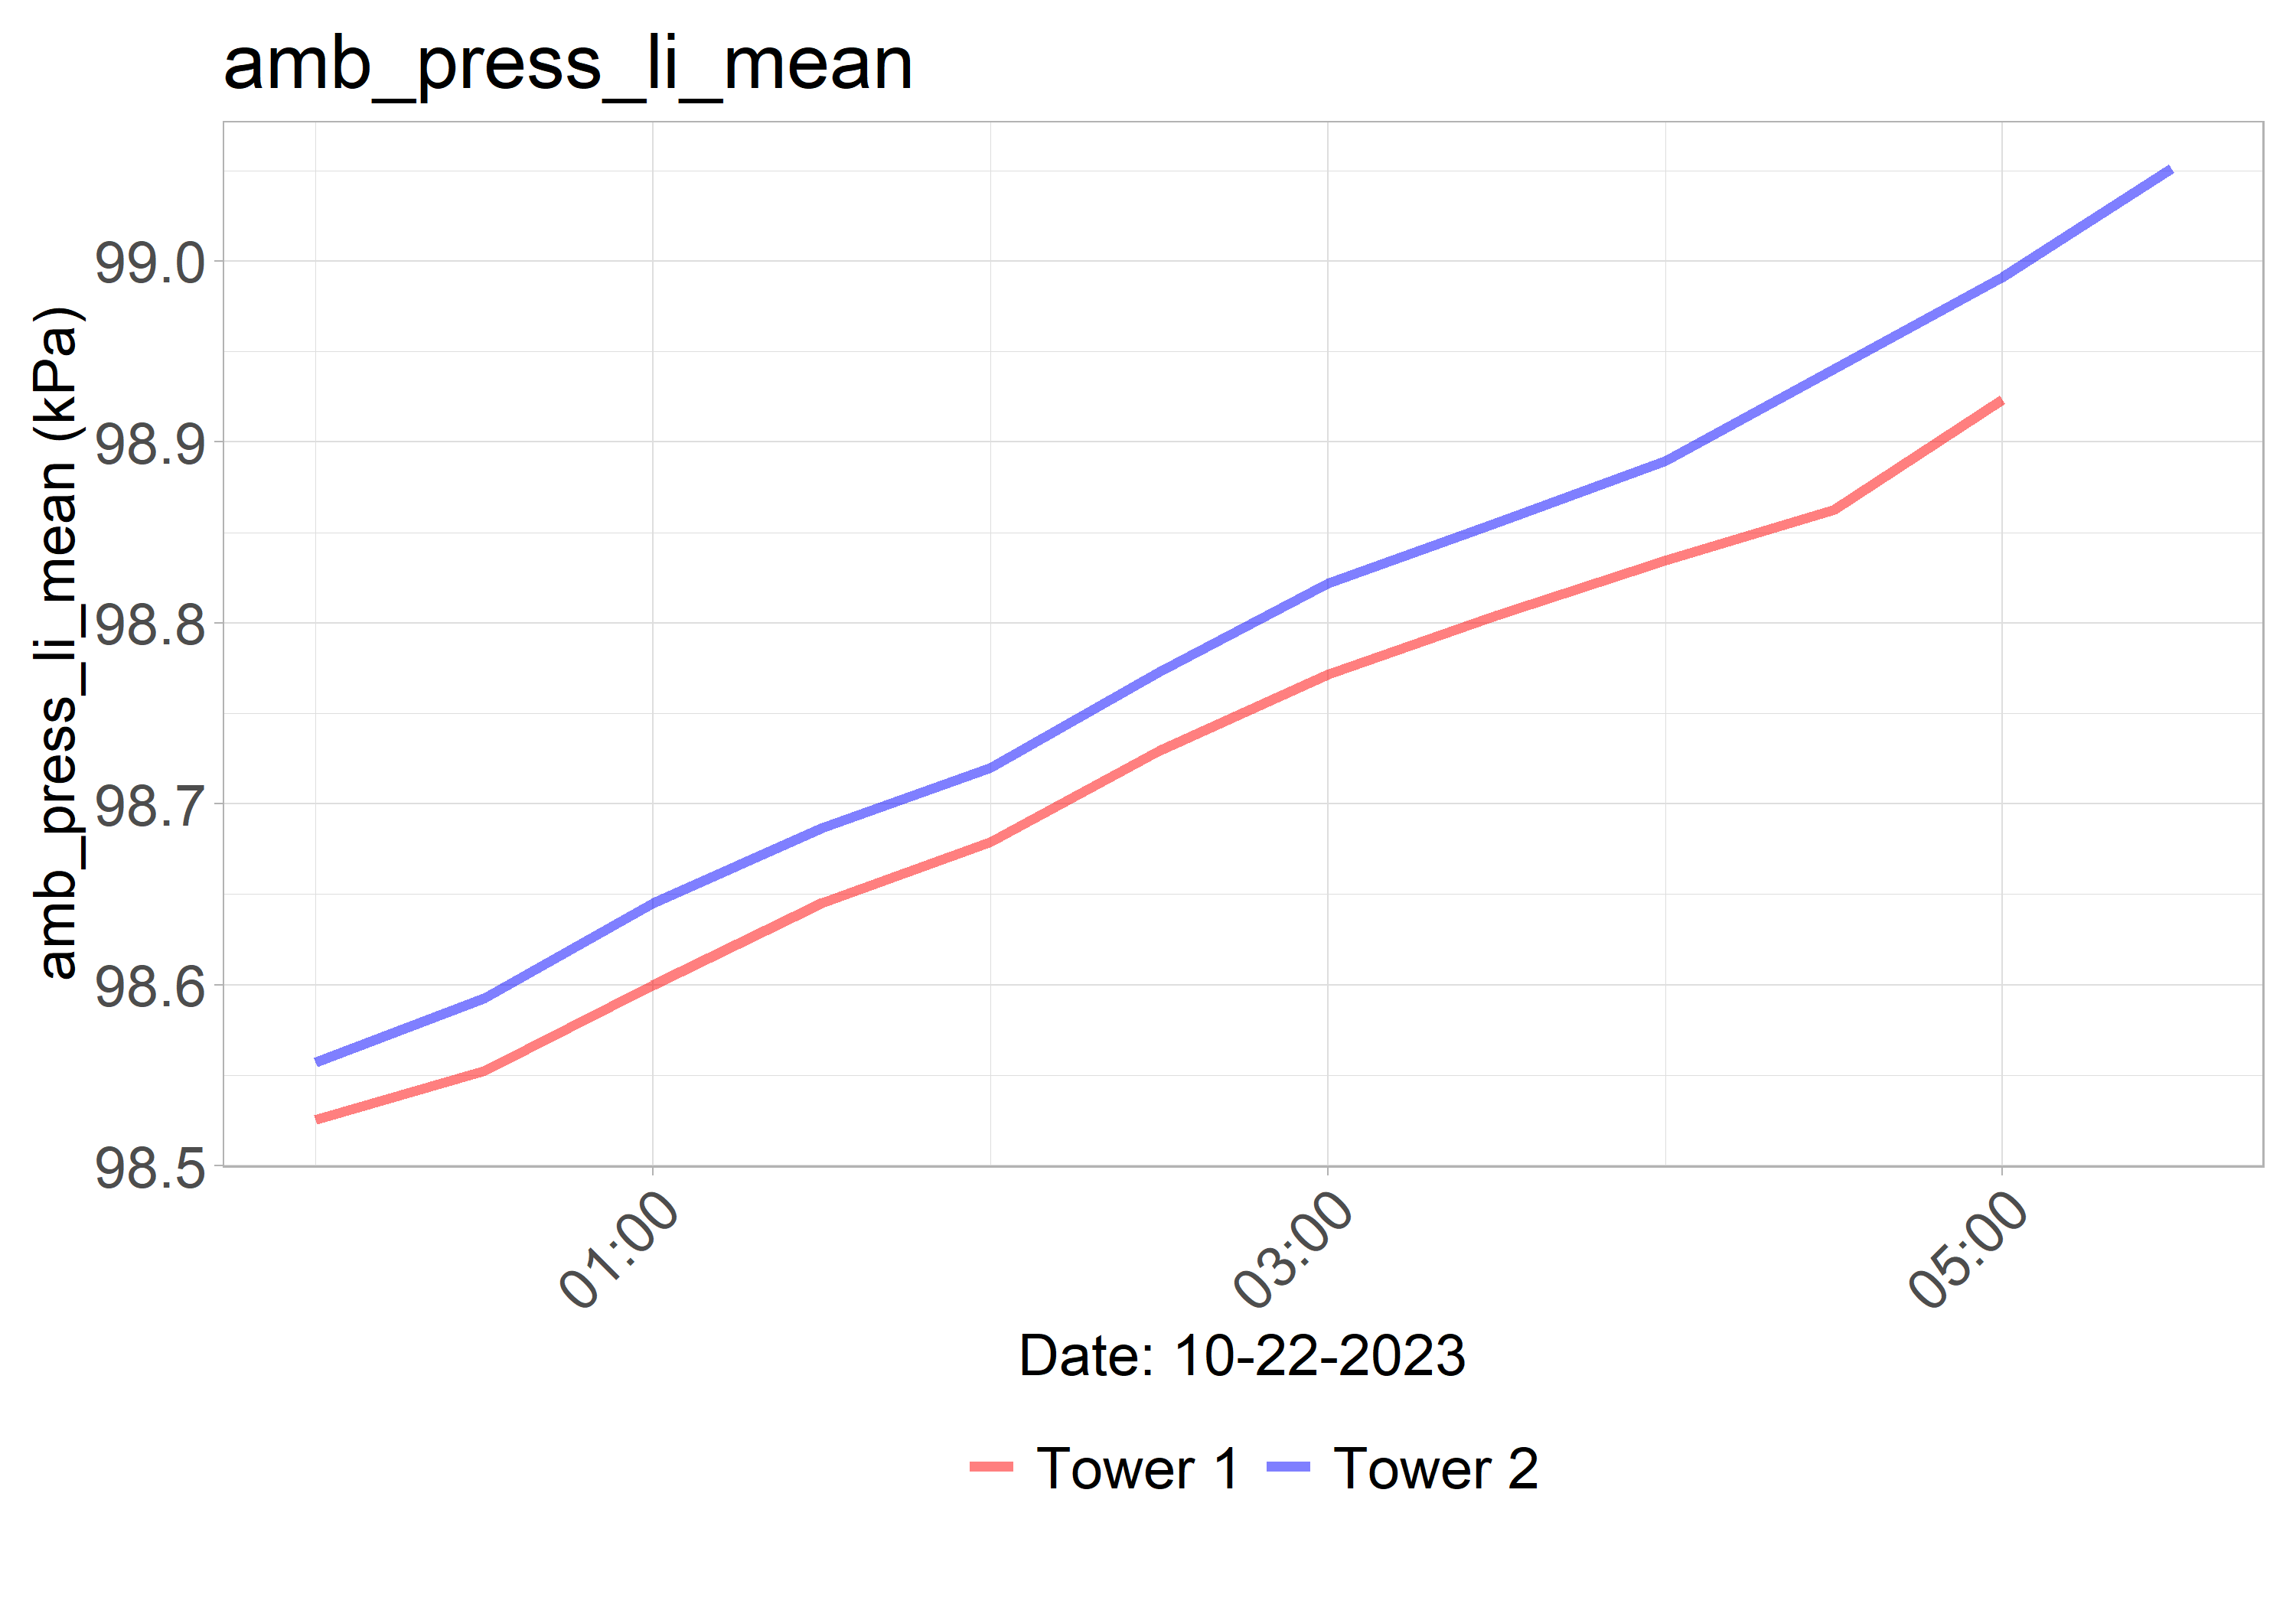 amb_press_li_mean
amb_press_li_mean (kPa)
99.0
98.9
98.8
98.7
98.6
98.5
01:00
03:00
05:00
Date: 10-22-2023
Tower 1
Tower 2